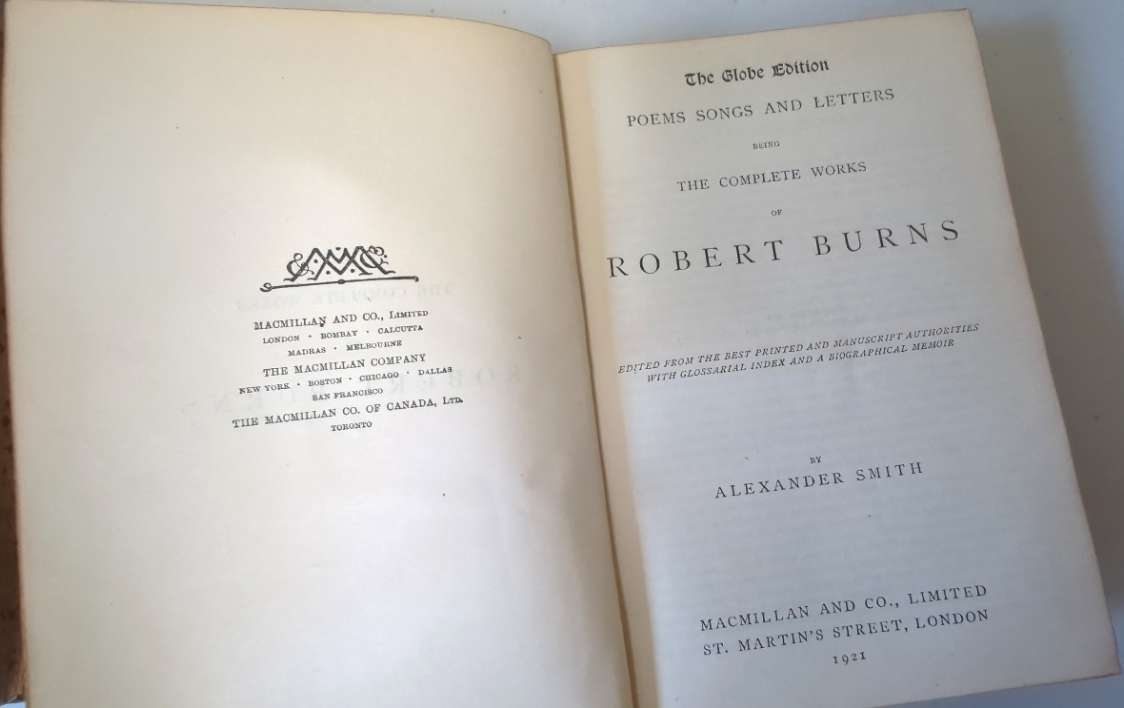 MACMILLAN AND CO., LIMITED
LONDON · BOMBAY · CALCUTTA
MADRAS · MELBOURNE
THE MACMILLAN COMPANY
NEW YORK · BOSTON · CHICAGO · DALLAS
SAN FRANCISCO
THE MACMILLAN CO. OF CANADA, LTD.
TORONTO
The Globe Edition
POEMS SONGS AND LETTERS
BEING
THE COMPLETE WORKS
OF
ROBERT BURNS
EDITED FROM THE BEST PRINTED AND MANUSCRIPT AUTHORITIES
WITH GLOSSARIAL INDEX AND A BIOGRAPHICAL MEMOIR
BY
ALEXANDER SMITH
MACMILLAN AND CO., LIMITED
ST. MARTIN'S STREET, LONDON
1921